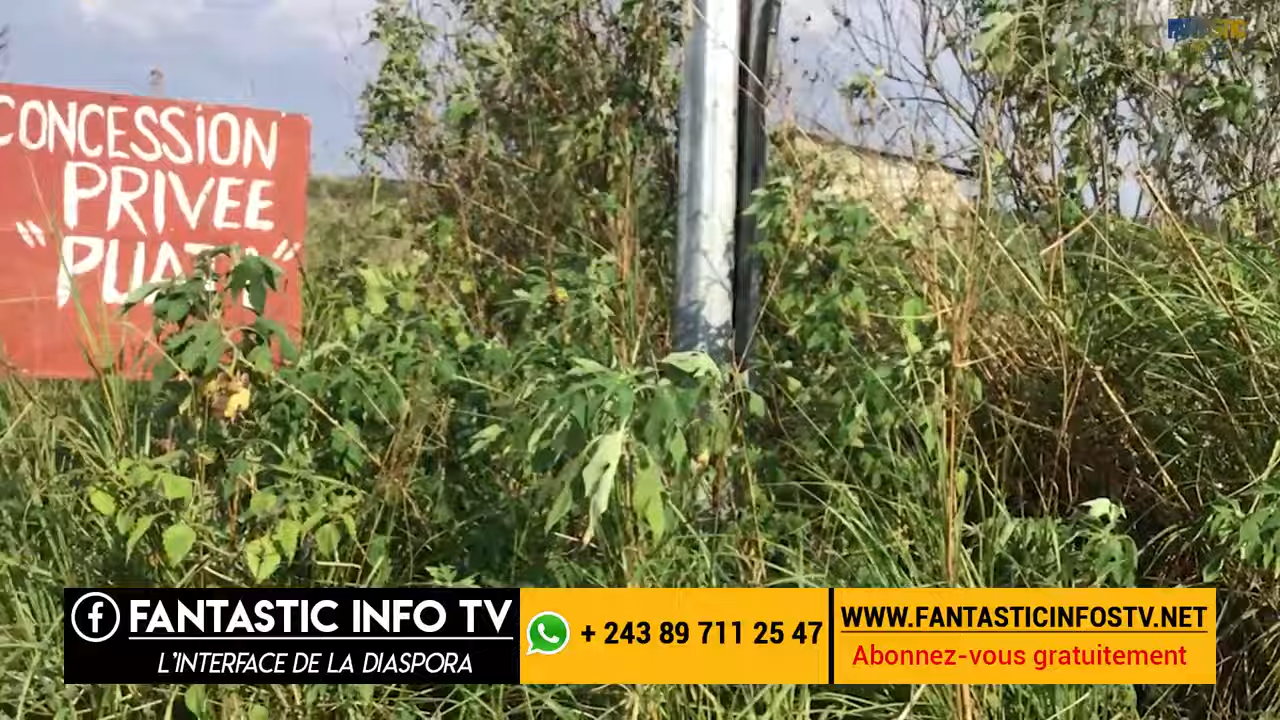 CONCESSiON
PRIVEE
FANTASTIC INFO TV
L'INTERFACE DE LA DIASPORA
+ 243 89 711 25 47
WWW.FANTASTICINFOSTV.NET
Abonnez-vous gratuitement